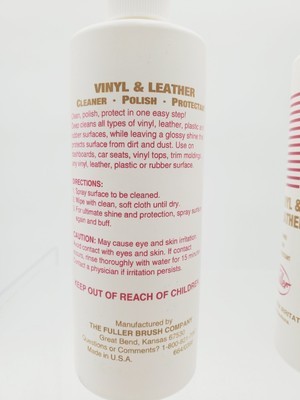 VINYL & LEATHER
CLEANER · POLISH · PROTECTANT
Clean, polish, protect in one easy step!
Deep cleans all types of vinyl, leather, plastic
rubber surfaces, while leaving a glossy shine
protects surface from dirt and dust. Use on
dashboards, car seats, vinyl tops, trim moldings
any leather, plastic or rubber surface.
DIRECTIONS:
Spray surface to be cleaned.
Wipe with clean, soft cloth until dry.
For ultimate shine and protection, spray surface
again and buff.
CAUTION: May cause eye and skin irritation.
Avoid contact with eyes and skin. If contact
occurs, rinse thoroughly with water for 15 minutes
contact a physician if irritation persists.
KEEP OUT OF REACH OF CHILDREN
Manufactured by
THE FULLER BRUSH COMPANY
Great Bend, Kansas 67530
Questions or Comments? 1-800-
Made in U.S.A.
VINYL &